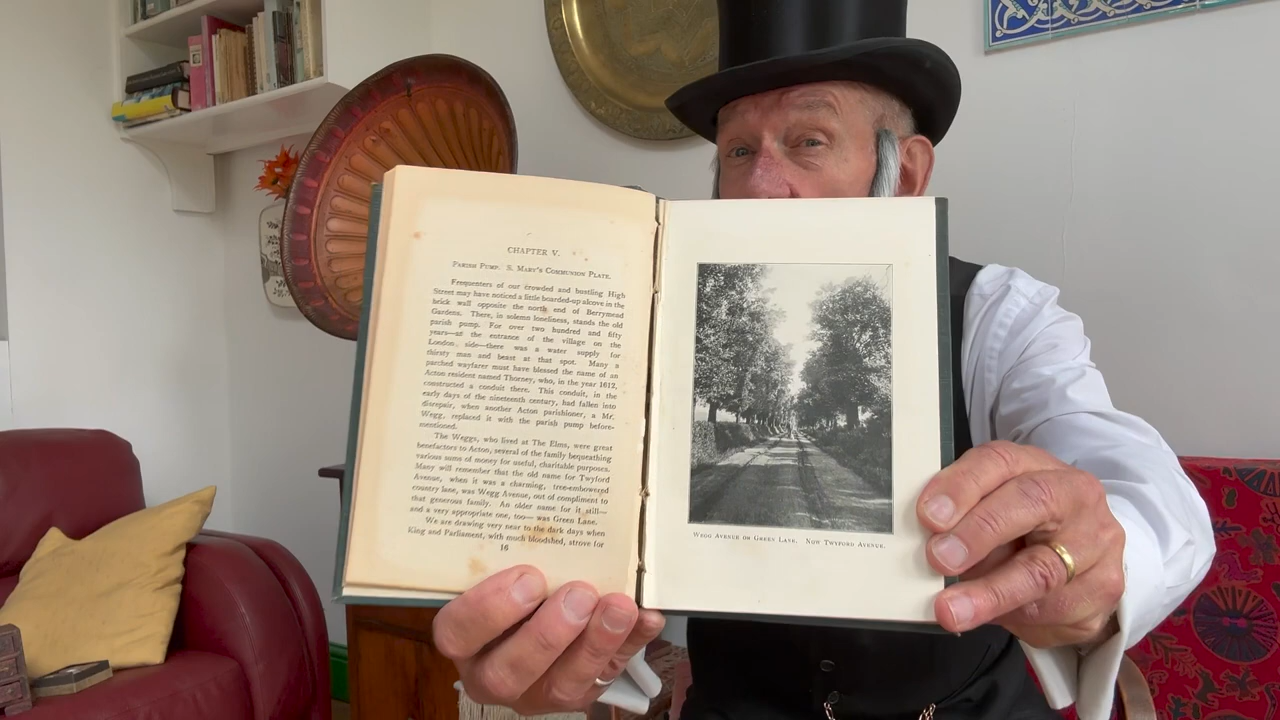 CHAPTER V.
PARISH PUMP. S. MARY'S COMMUNION PLATE.
Frequenters of our crowded and bustling High
Street may have noticed a little boarded-up alcove in the
brick wall opposite the north end of Berrymead
Gardens. There, in solemn loneliness, stands the old
parish pump. For over two hundred and fifty
years—at the entrance of the village on the
London side—there was a water supply for
thirsty man and beast at that spot. Many a
parched wayfarer must have blessed the name of an
Acton resident named Thorney, who, in the year 1612,
constructed a conduit there. This conduit, in the
early days of the nineteenth century, had fallen into
disrepair, when another Acton parishioner, a Mr.
Wegg, replaced it with the parish pump before-
mentioned.
The Weggs, who lived at The Elms, were great
benefactors to Acton, several of the family bequeathing
various sums of money for useful, charitable purposes.
Many will remember that the old name for Twyford
Avenue, when it was a charming, tree-embowered
country lane, was Wegg Avenue, out of compliment to
that generous family. An older name for it still—
and a very appropriate one, too—was Green Lane.
We are drawing very near to the dark days when
King and Parliament, with much bloodshed, strove for
16
WEGG AVENUE OR GREEN LANE. NOW TWYFORD AVENUE.